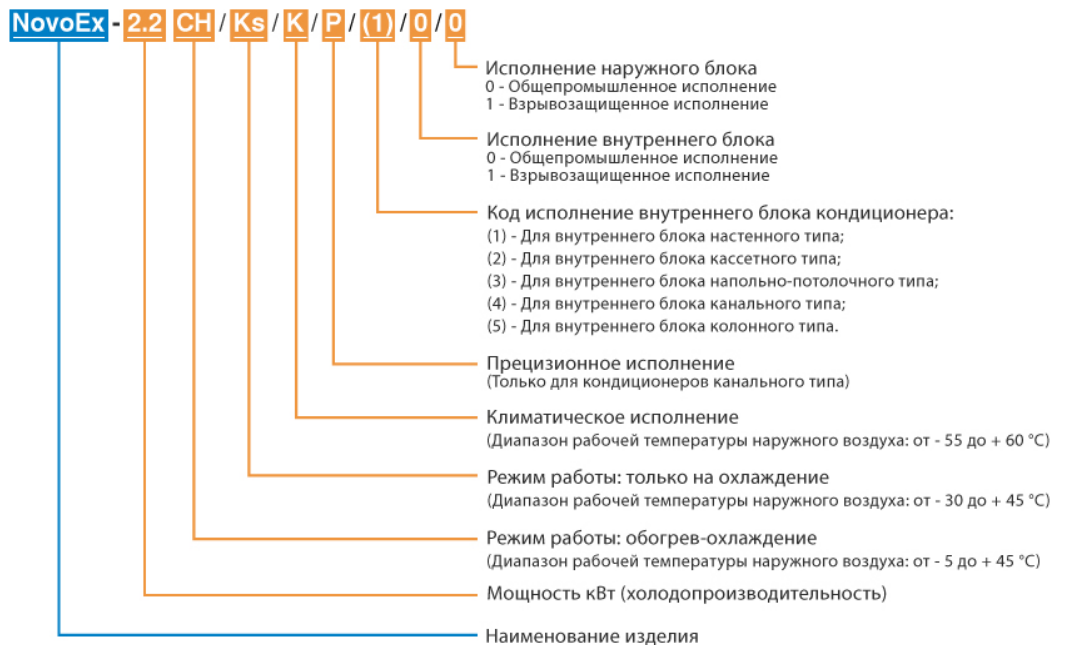 NovoEx - 2.2 CH / Ks / K / P / (1) / 0 / 0
Исполнение наружного блока
0 - Общепромышленное исполнение
1 - Взрывозащищенное исполнение
Исполнение внутреннего блока
0 - Общепромышленное исполнение
1 - Взрывозащищенное исполнение
Код исполнение внутреннего блока кондиционера:
(1) - Для внутреннего блока настенного типа;
(2) - Для внутреннего блока кассетного типа;
(3) - Для внутреннего блока напольно-потолочного типа;
(4) - Для внутреннего блока канального типа;
(5) - Для внутреннего блока колонного типа.
Прецизионное исполнение
(Только для кондиционеров канального типа)
Климатическое исполнение
(Диапазон рабочей температуры наружного воздуха: от - 55 до + 60 °C)
Режим работы: только на охлаждение
(Диапазон рабочей температуры наружного воздуха: от - 30 до + 45 °C)
Режим работы: обогрев-охлаждение
(Диапазон рабочей температуры наружного воздуха: от - 5 до + 45 °C)
Мощность кВт (холодопроизводительность)
Наименование изделия